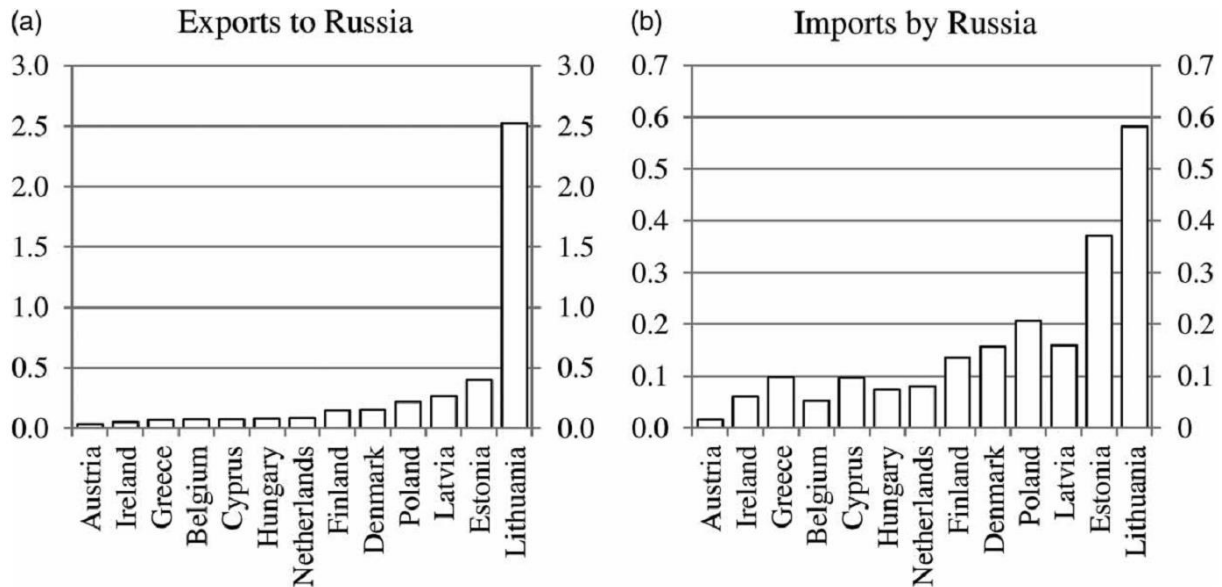 (a) Exports to Russia
3.0 3.0
2.5 2.5
2.0 2.0
1.5 1.5
1.0 1.0
0.5 0.5
0.0 0.0
Austria
Ireland
Greece
Belgium
Cyprus
Hungary
Netherlands
Finland
Denmark
Poland
Latvia
Estonia
Lithuania
(b) Imports by Russia
0.7 0.7
0.6 0.6
0.5 0.5
0.4 0.4
0.3 0.3
0.2 0.2
0.1 0.1
0.0 0
Austria
Ireland
Greece
Belgium
Cyprus
Hungary
Netherlands
Finland
Denmark
Poland
Latvia
Estonia
Lithuania